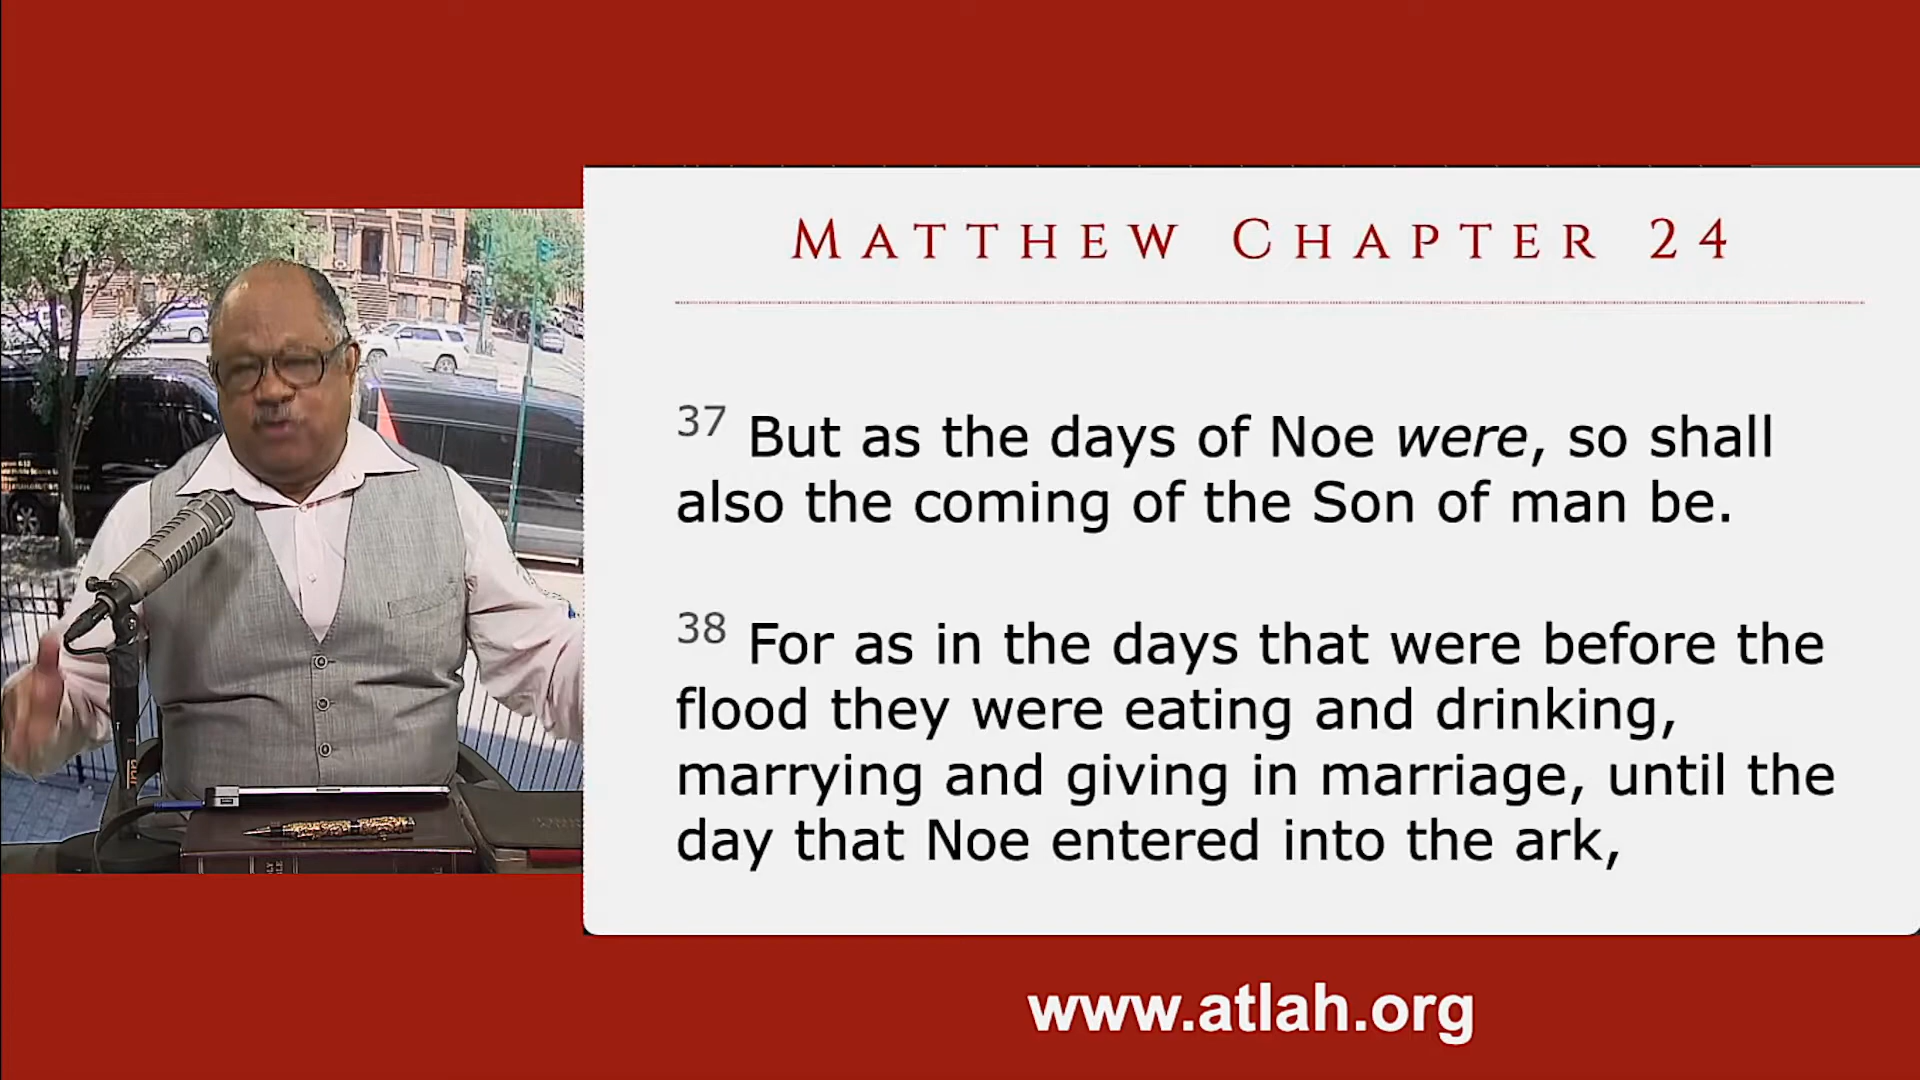 MATTHEW CHAPTER 24
37 But as the days of Noe were, so shall
also the coming of the Son of man be.
38 For as in the days that were before the
flood they were eating and drinking,
marrying and giving in marriage, until the
day that Noe entered into the ark,
www.atlah.org